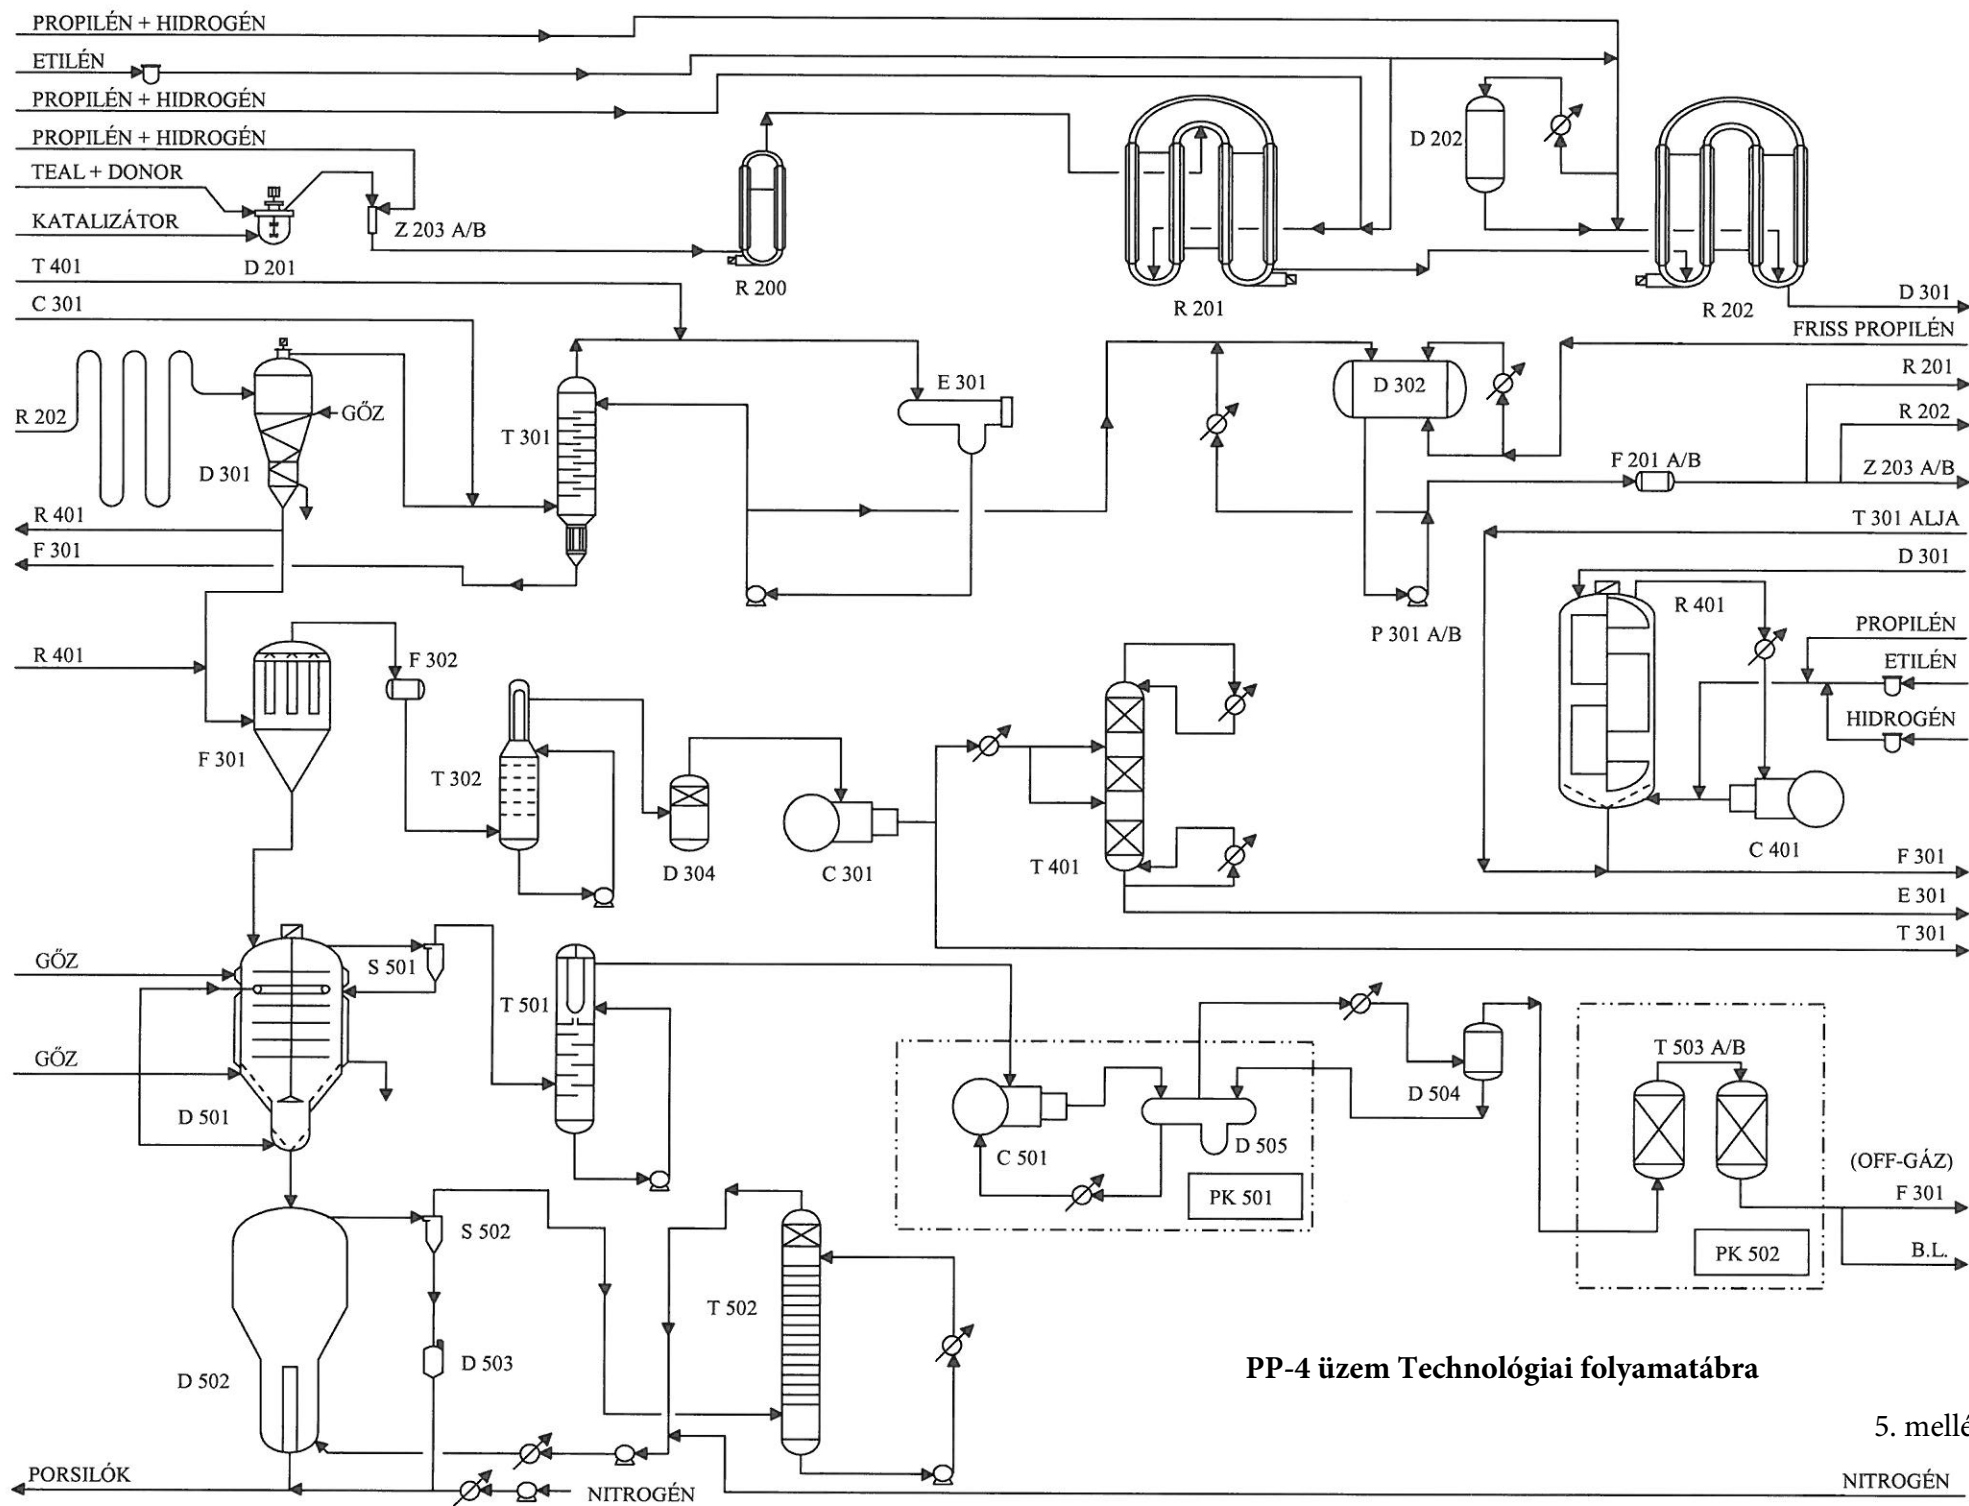 PROPILÉN + HIDROGÉN
ETILÉN
PROPILÉN + HIDROGÉN
PROPILÉN + HIDROGÉN
TEAL + DONOR
KATALIZÁTOR
D 201
Z 203 A/B
R 200
R 201
D 202
R 202
T 401
C 301
D 301
FRISS PROPILÉN
R 201
R 202
Z 203 A/B
R 202
GŐZ
D 301
T 301
E 301
D 302
F 201 A/B
P 301 A/B
R 401
F 301
T 301 ALJA
D 301
R 401
PROPILÉN
ETILÉN
HIDROGÉN
C 401
R 401
F 302
F 301
T 302
D 304
C 301
T 401
F 301
E 301
T 301
GŐZ
S 501
T 501
GŐZ
D 501
C 501
D 505
PK 501
D 504
T 503 A/B
PK 502
(OFF-GÁZ)
F 301
B.L.
S 502
D 503
D 502
T 502
PORSILÓK
NITROGÉN
PP-4 üzem Technológiai folyamatábra
5. mellé
NITROGÉN